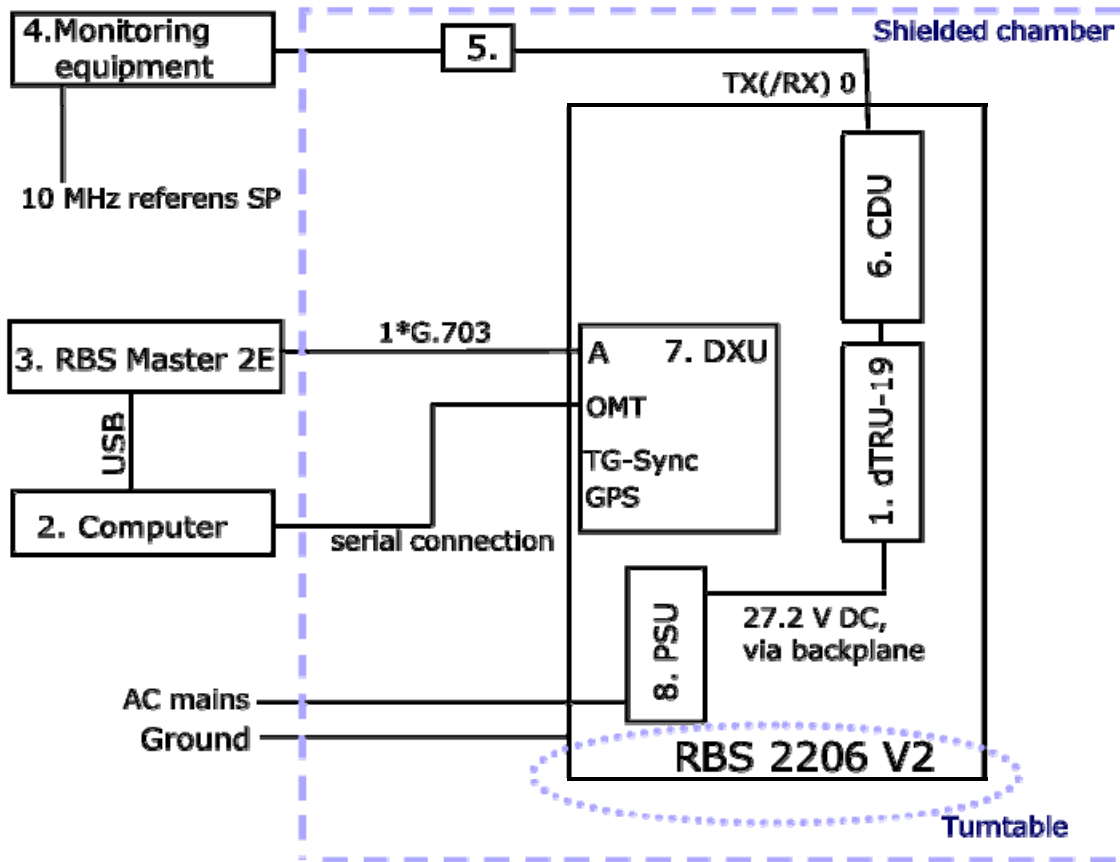 4.Monitoring
equipment
5.
Shielded chamber
TX(/RX) 0
10 MHz referens SP
6. CDU
1*G.703
3. RBS Master 2E
A
7. DXU
OMT
TG-Sync
GPS
1. dTRU-19
USB
2. Computer
serial connection
8. PSU
27.2 V DC,
via backplane
AC mains
Ground
RBS 2206 V2
Turntable